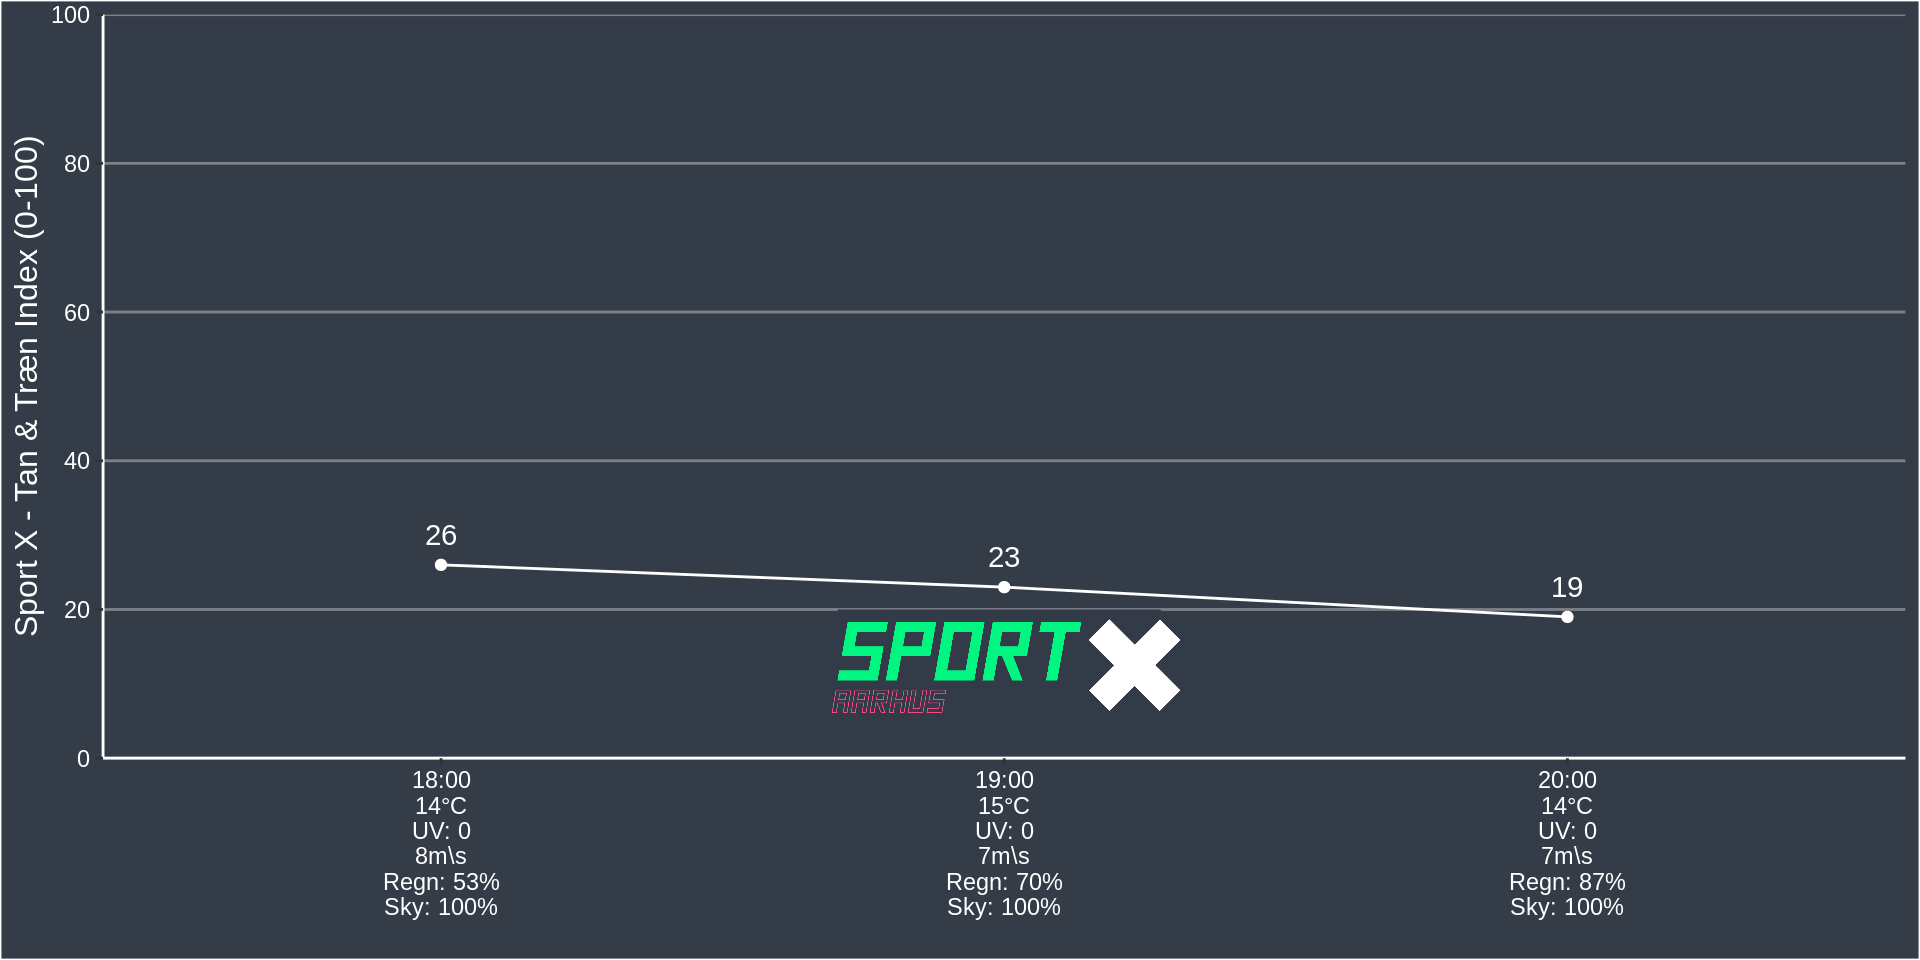 Sport X - Tan & Træn Index (0-100)
100
80
60
40
20
0
26
23
19
SPORT X
AARHUS
18:00
14°C
UV: 0
8m\s
Regn: 53%
Sky: 100%
19:00
15°C
UV: 0
7m\s
Regn: 70%
Sky: 100%
20:00
14°C
UV: 0
7m\s
Regn: 87%
Sky: 100%